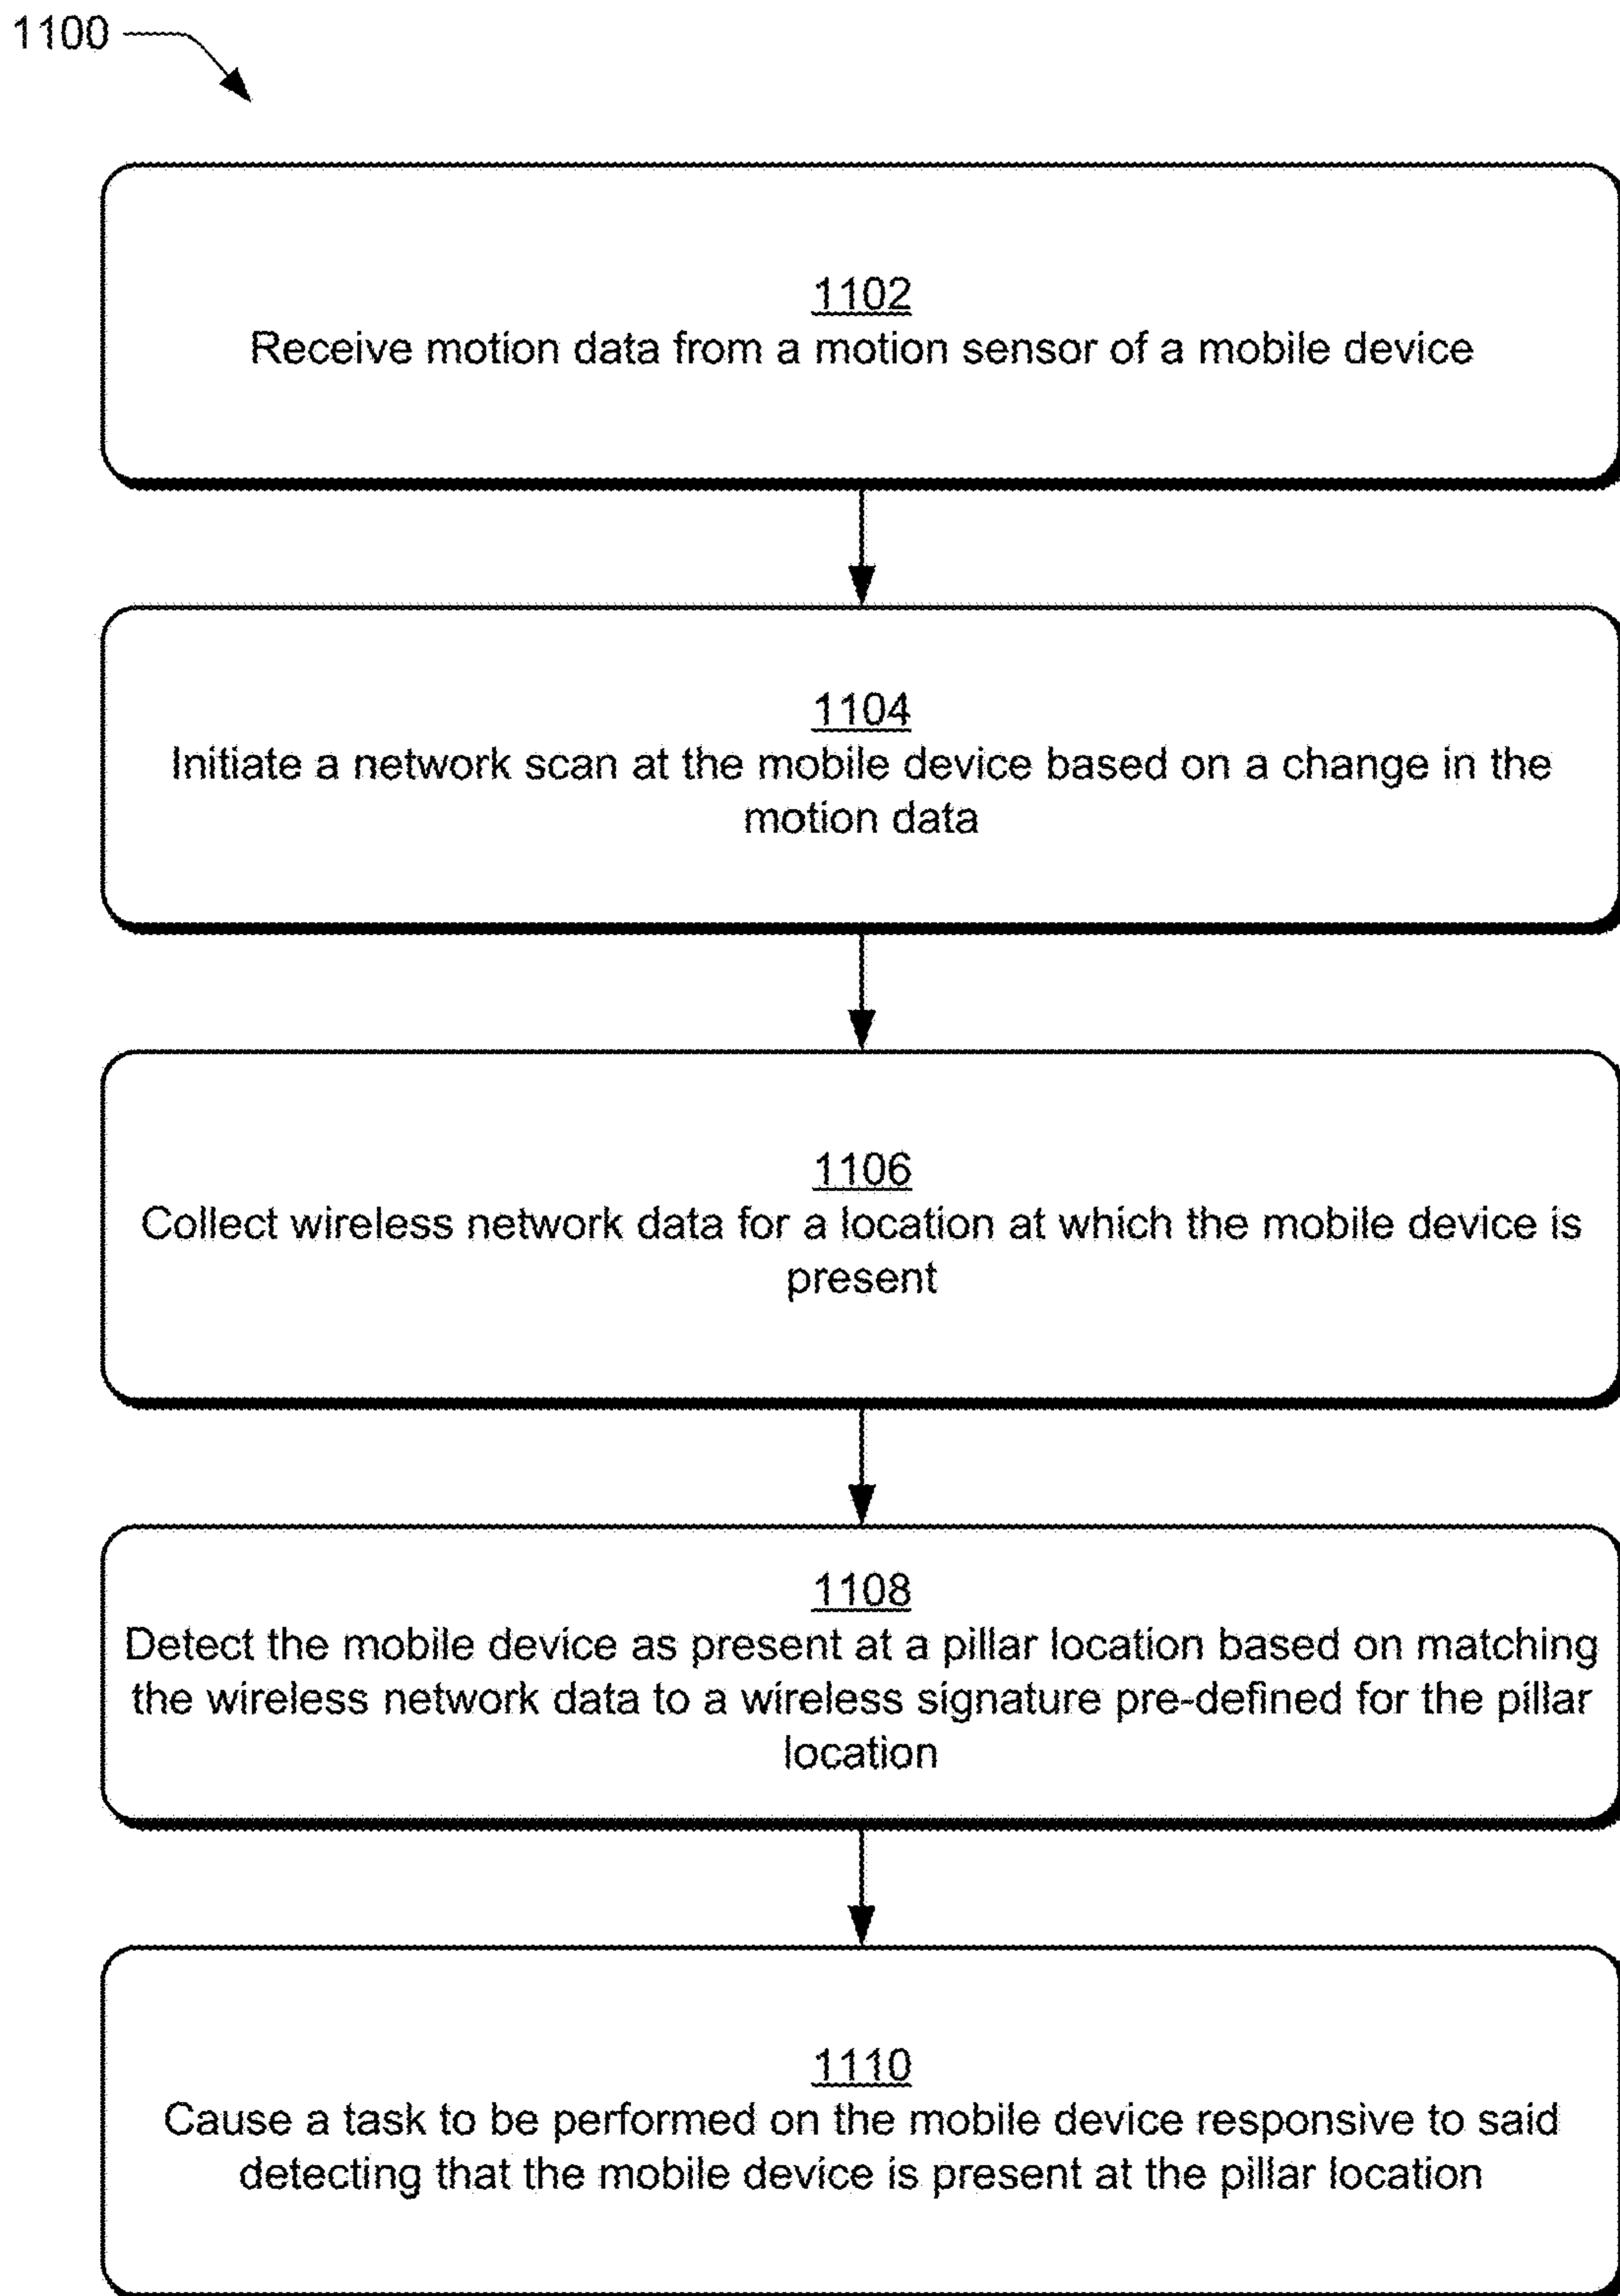 1100
1102
Receive motion data from a motion sensor of a mobile device
1104
Initiate a network scan at the mobile device based on a change in the
motion data
1106
Collect wireless network data for a location at which the mobile device is
present
1108
Detect the mobile device as present at a pillar location based on matching
the wireless network data to a wireless signature pre-defined for the pillar
location
1110
Cause a task to be performed on the mobile device responsive to said
detecting that the mobile device is present at the pillar location